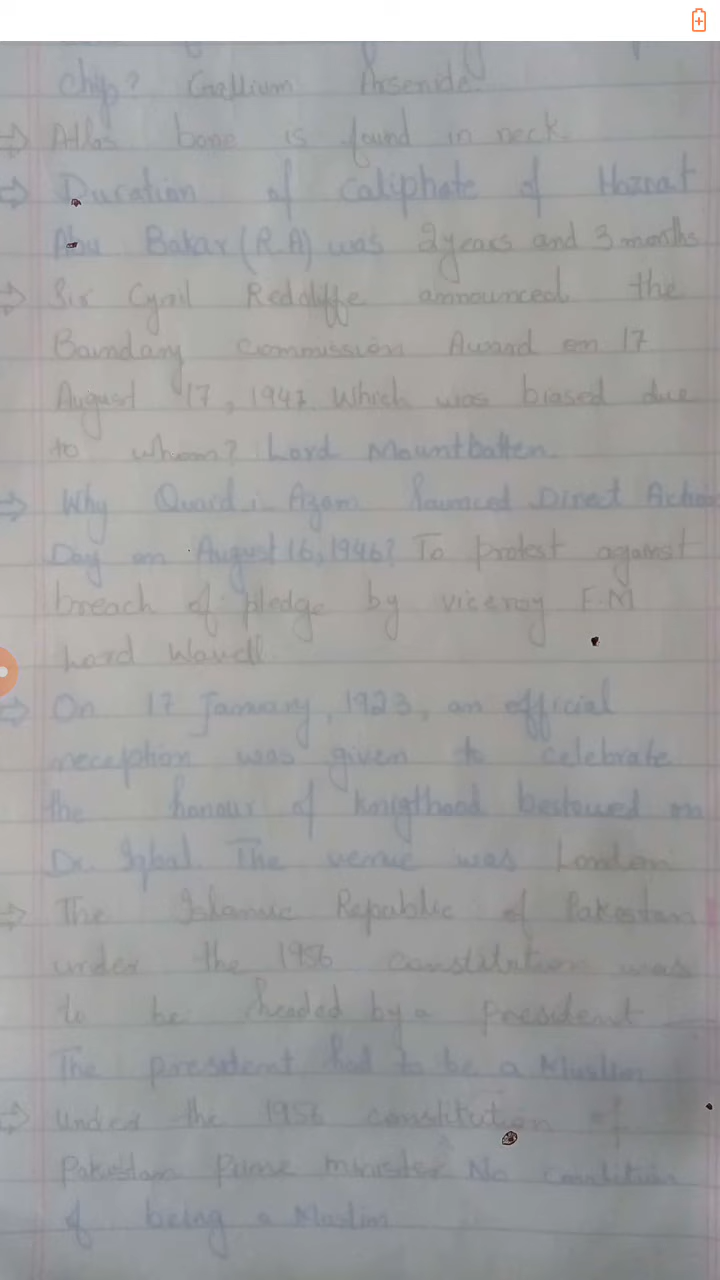 chip? Gallium Arsenide
⇒ Atlas bone is found in neck.
⇒ Duration of caliphate of Hazrat
Abu Bakar (R.A) was 2 years and 3 months
⇒ Sir Cyril Redcliffe announced the
Boundary Commission Award on 17
August 17, 1947. Which was biased due
to whom? Lord Mountbatten
⇒ Why Quaid i Azam Direct Action
Day on August 16, 1946? To protest against
breach of pledge by viceroy F.M
Lord Wavell
⇒ On 17 January, 1923, an official
reception was given to celebrate
the honour of knigthood bestowed on
Dr. Iqbal. The venue was London
⇒ The Islamic Republic of Pakistan
under the 1956 constitution was
to be headed by a president
The president had to be a Muslim
⇒ Under the 1956 constitution of
Pakistan Prime minister No condition
of being a Muslim